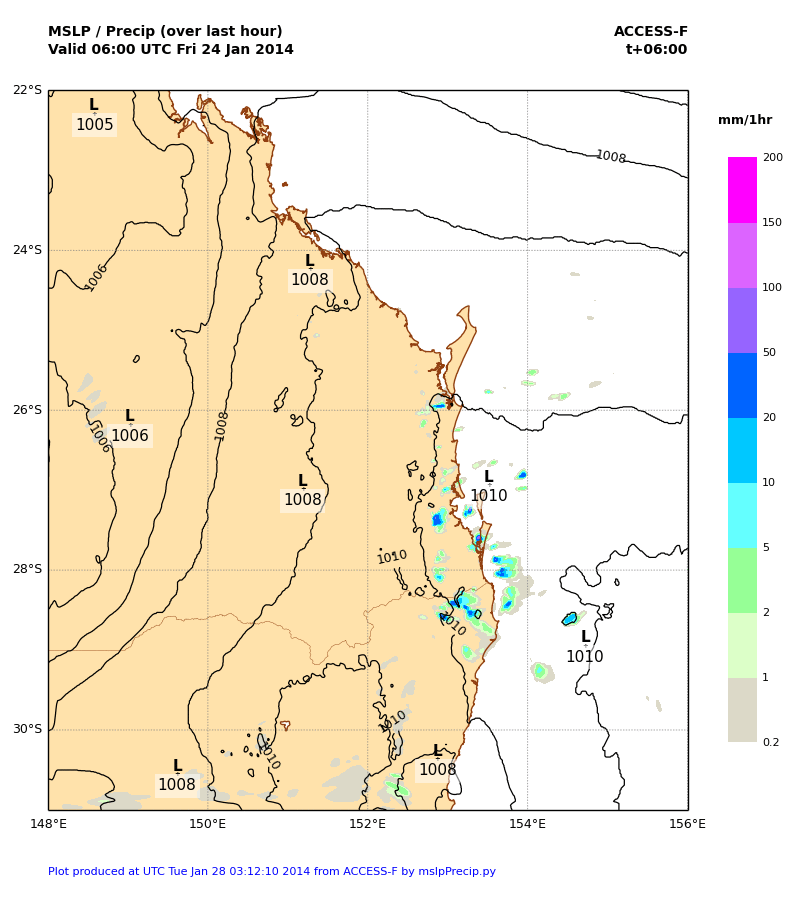 MSLP / Precip (over last hour)
Valid 06:00 UTC Fri 24 Jan 2014
ACCESS-F
t+06:00
22°S
24°S
26°S
28°S
30°S
148°E
150°E
152°E
154°E
156°E
L
1005
L
1008
L
1006
L
1008
L
1010
L
1010
L
1008
L
1008
1008
1006
1008
1006
1010
1010
1010
1010
mm/1hr
200
150
100
50
20
10
5
2
1
0.2
Plot produced at UTC Tue Jan 28 03:12:10 2014 from ACCESS-F by mslpPrecip.py